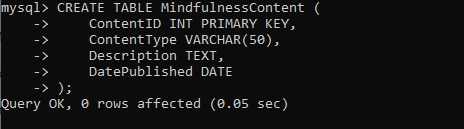 mysql> CREATE TABLE MindfulnessContent (
    ->     ContentID INT PRIMARY KEY,
    ->     ContentType VARCHAR(50),
    ->     Description TEXT,
    ->     DatePublished DATE
    -> );
Query OK, 0 rows affected (0.05 sec)